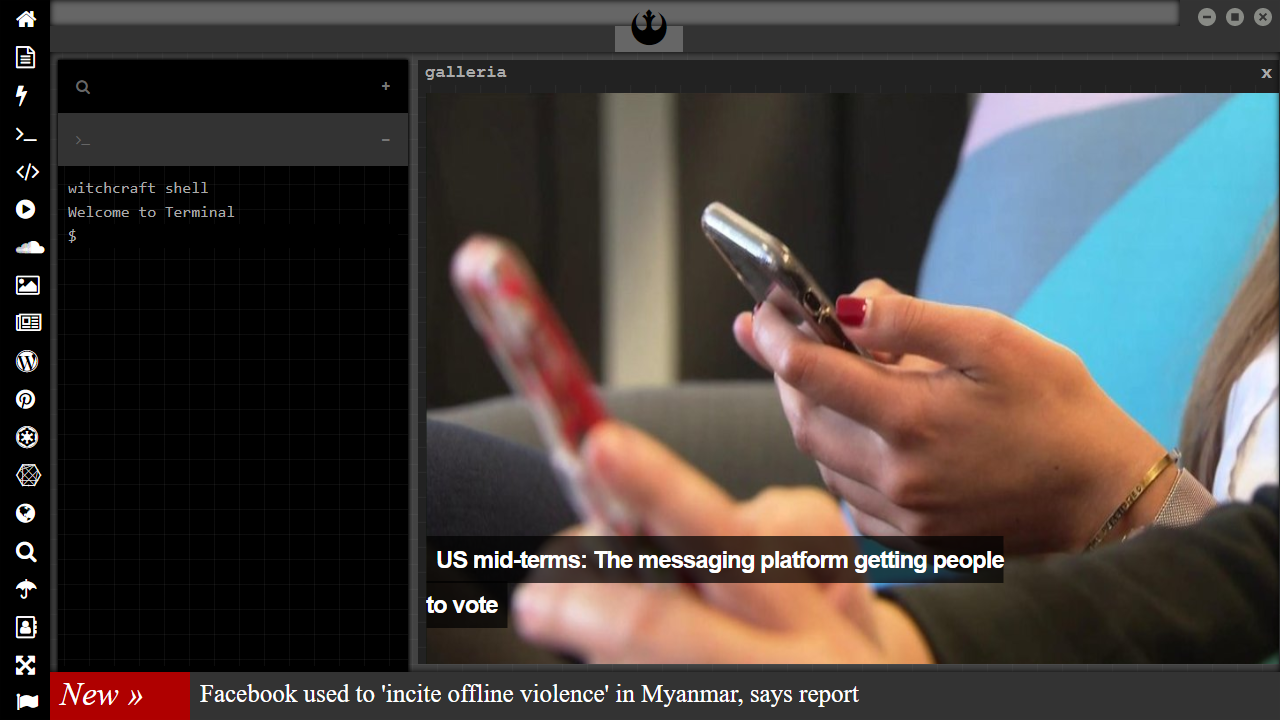 galleria
x
+
>_
−
witchcraft shell
Welcome to Terminal
$
US mid-terms: The messaging platform getting people
to vote
New »
Facebook used to 'incite offline violence' in Myanmar, says report